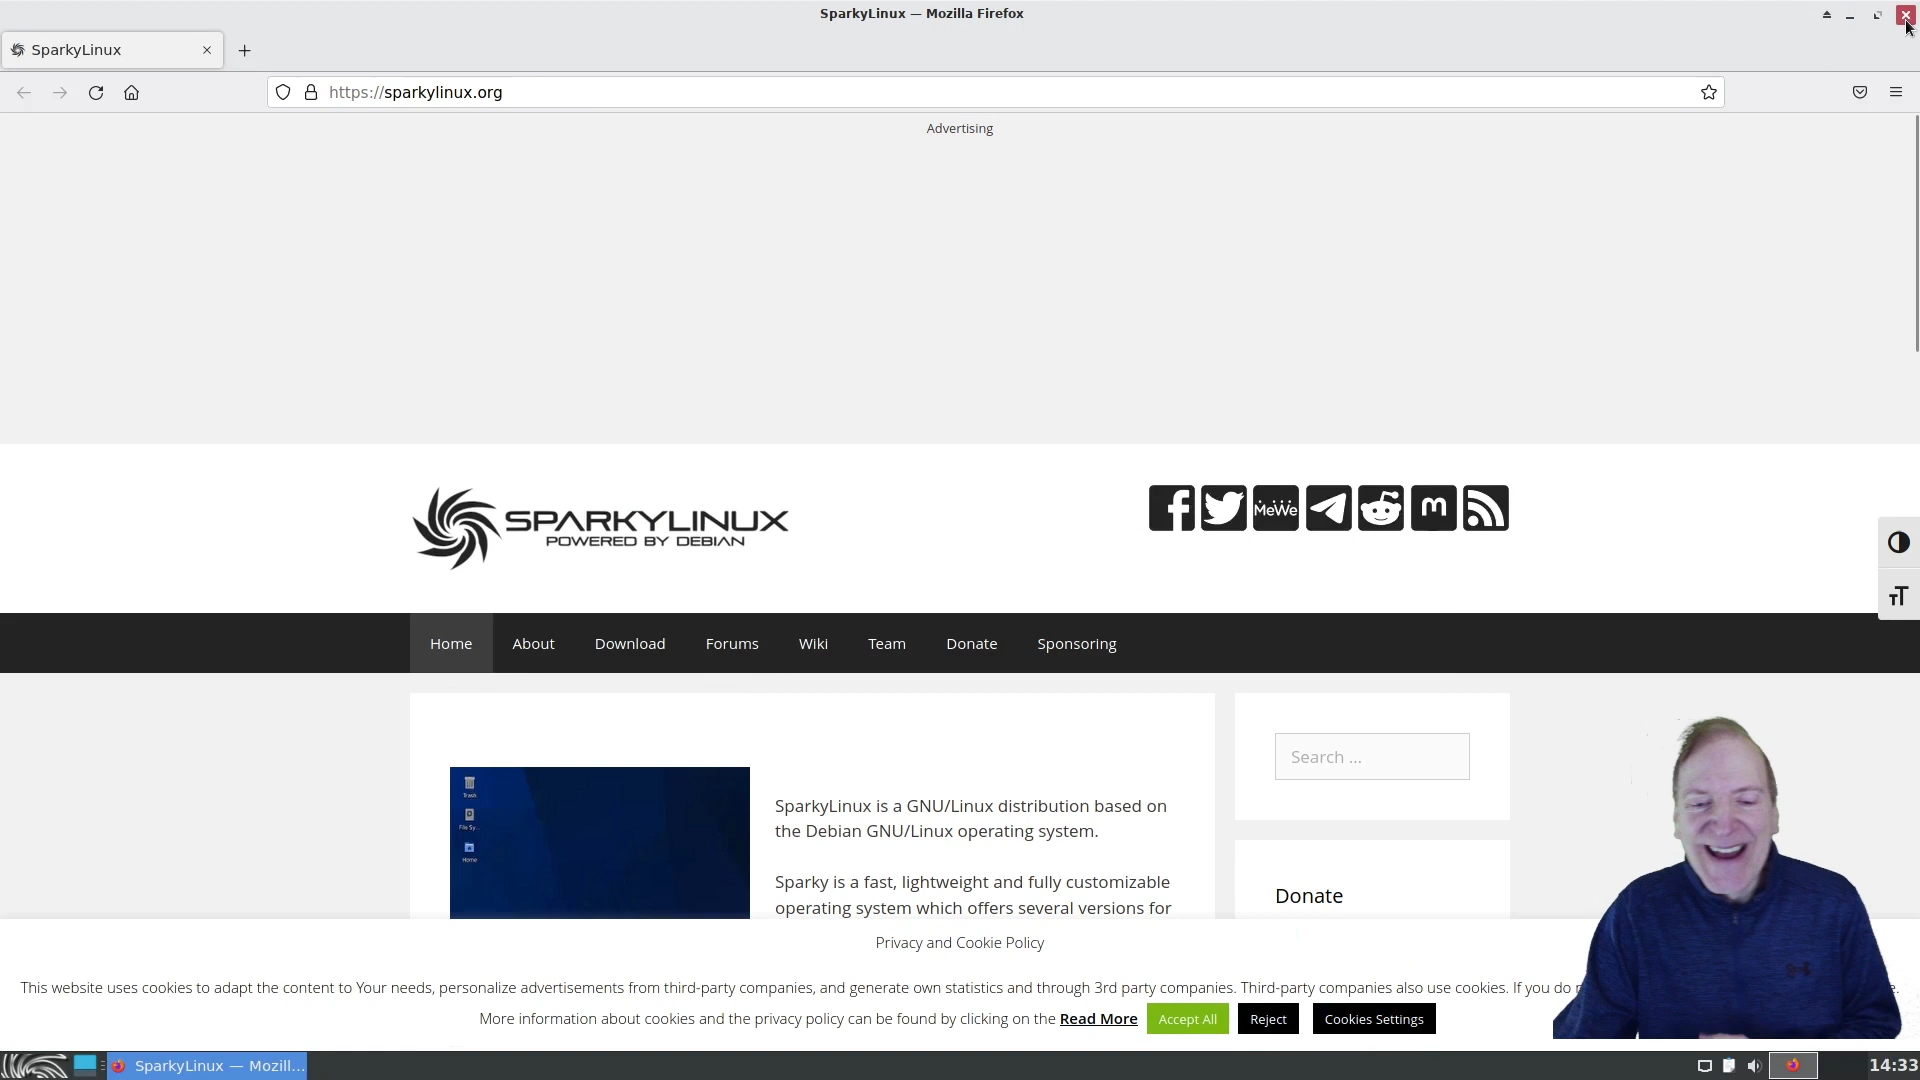 SparkyLinux — Mozilla Firefox
SparkyLinux
https://sparkylinux.org
Advertising
SPARKYLINUX
POWERED BY DEBIAN
MeWe
Home About Download Forums Wiki Team Donate Sponsoring
Trash
File Sy...
Home
SparkyLinux is a GNU/Linux distribution based on
the Debian GNU/Linux operating system.
Sparky is a fast, lightweight and fully customizable
operating system which offers several versions for
Search ...
Donate
Privacy and Cookie Policy
This website uses cookies to adapt the content to Your needs, personalize advertisements from third-party companies, and generate own statistics and through 3rd party companies. Third-party companies also use cookies. If you do
More information about cookies and the privacy policy can be found by clicking on the Read More Accept All Reject Cookies Settings
SparkyLinux — Mozill... 14:33